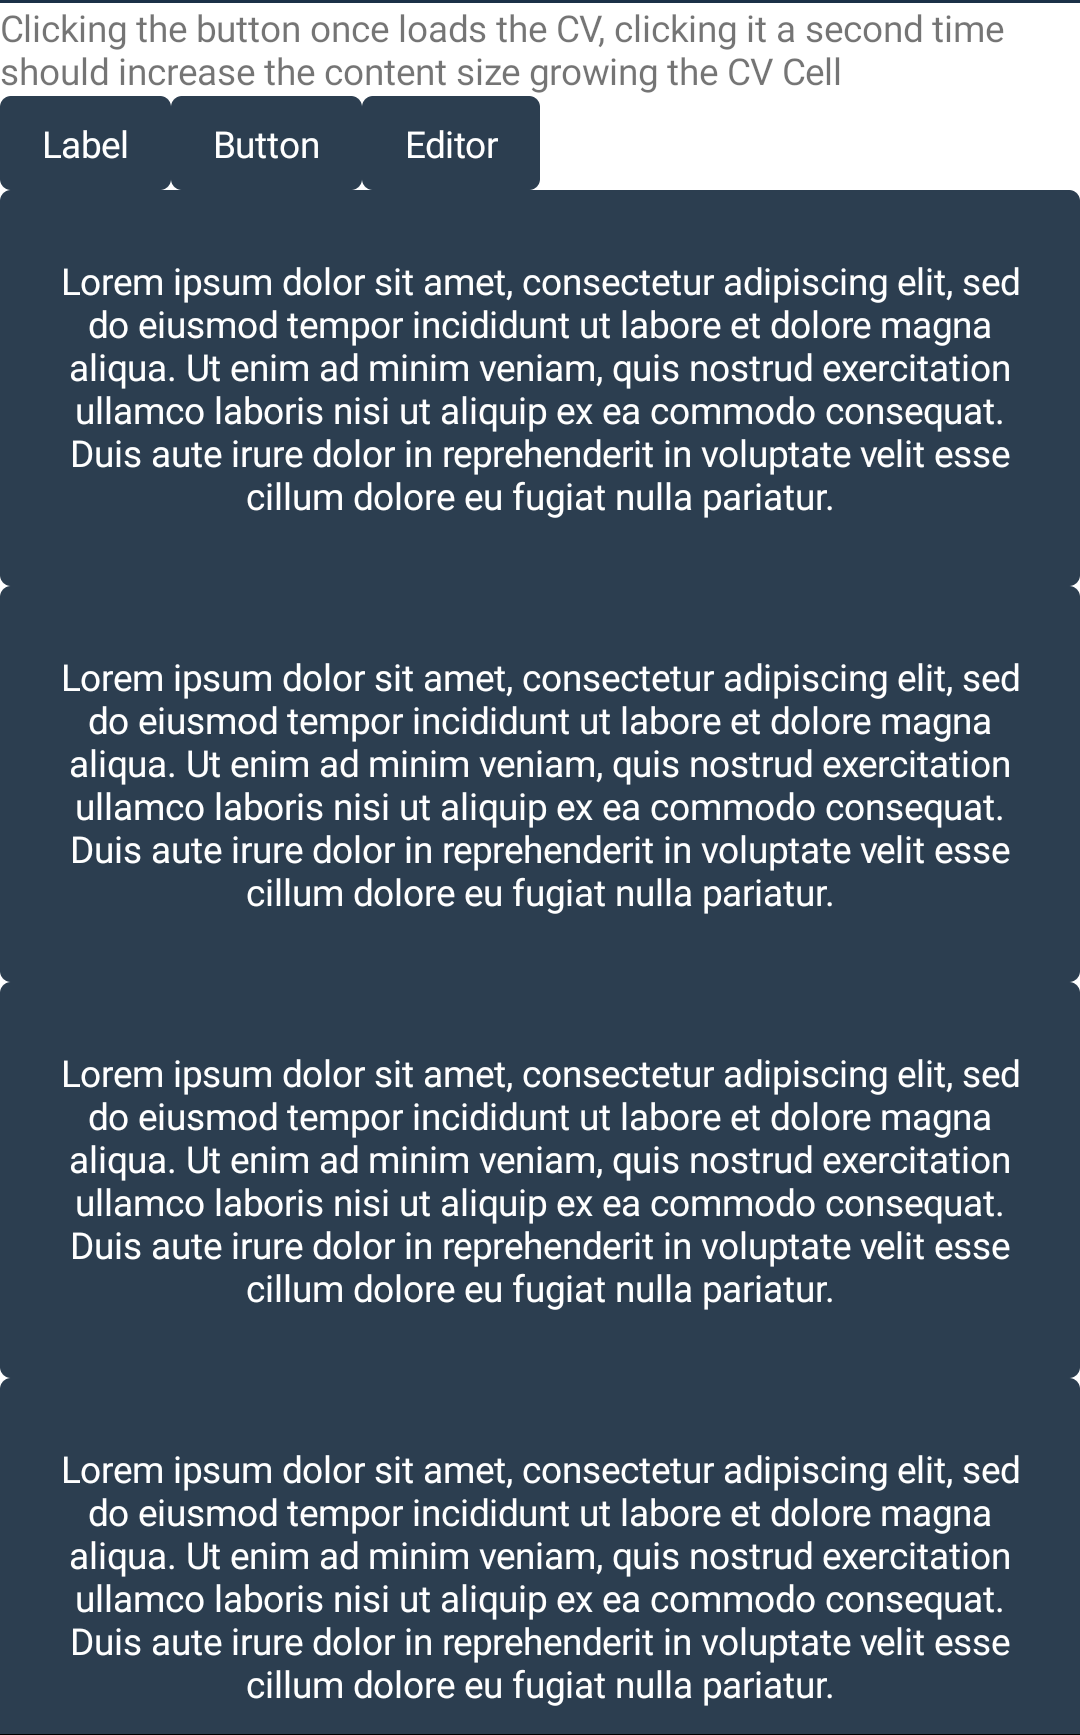 Clicking the button once loads the CV, clicking it a second time
should increase the content size growing the CV Cell
Label Button Editor
Lorem ipsum dolor sit amet, consectetur adipiscing elit, sed
do eiusmod tempor incididunt ut labore et dolore magna
aliqua. Ut enim ad minim veniam, quis nostrud exercitation
ullamco laboris nisi ut aliquip ex ea commodo consequat.
Duis aute irure dolor in reprehenderit in voluptate velit esse
cillum dolore eu fugiat nulla pariatur.
Lorem ipsum dolor sit amet, consectetur adipiscing elit, sed
do eiusmod tempor incididunt ut labore et dolore magna
aliqua. Ut enim ad minim veniam, quis nostrud exercitation
ullamco laboris nisi ut aliquip ex ea commodo consequat.
Duis aute irure dolor in reprehenderit in voluptate velit esse
cillum dolore eu fugiat nulla pariatur.
Lorem ipsum dolor sit amet, consectetur adipiscing elit, sed
do eiusmod tempor incididunt ut labore et dolore magna
aliqua. Ut enim ad minim veniam, quis nostrud exercitation
ullamco laboris nisi ut aliquip ex ea commodo consequat.
Duis aute irure dolor in reprehenderit in voluptate velit esse
cillum dolore eu fugiat nulla pariatur.
Lorem ipsum dolor sit amet, consectetur adipiscing elit, sed
do eiusmod tempor incididunt ut labore et dolore magna
aliqua. Ut enim ad minim veniam, quis nostrud exercitation
ullamco laboris nisi ut aliquip ex ea commodo consequat.
Duis aute irure dolor in reprehenderit in voluptate velit esse
cillum dolore eu fugiat nulla pariatur.